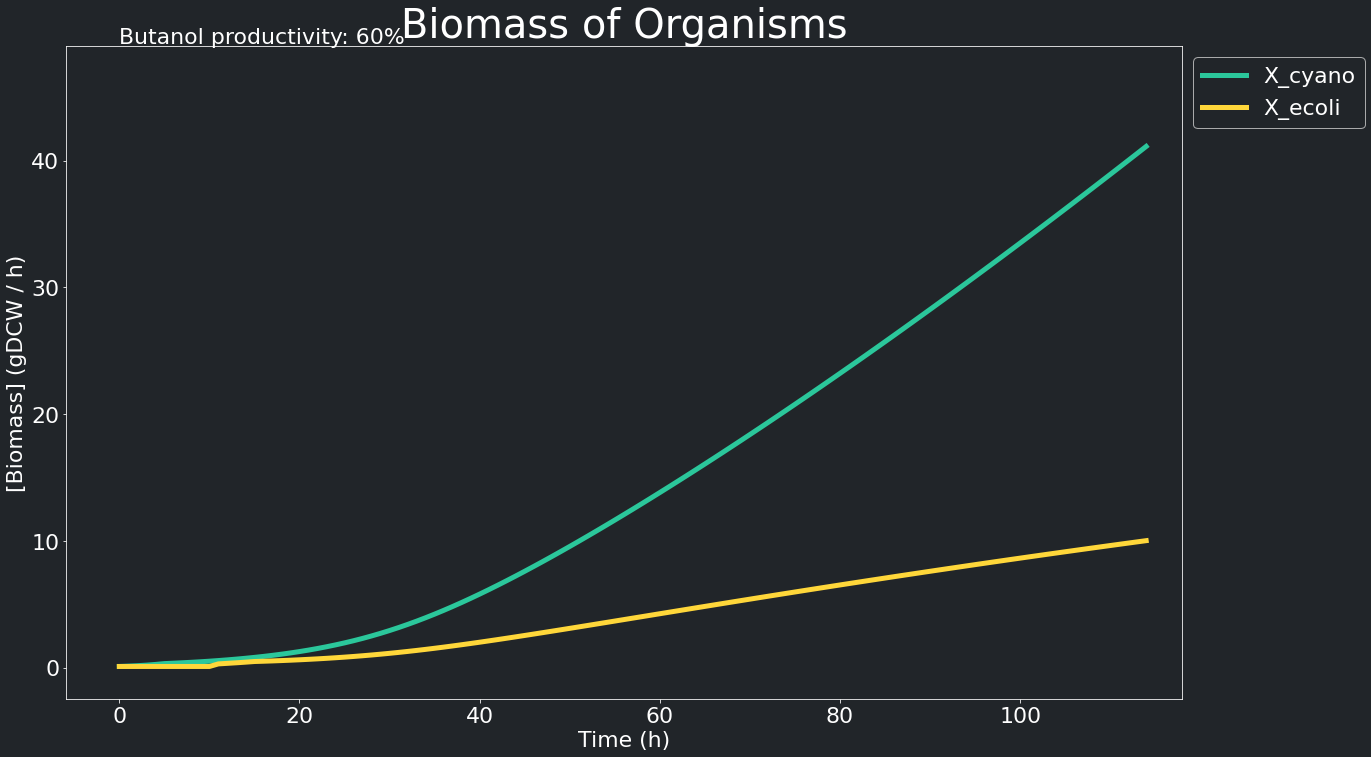 Biomass of Organisms
Butanol productivity: 60%
X_cyano
X_ecoli
[Biomass] (gDCW / h)
40
30
20
10
0
0 20 40 60 80 100
Time (h)